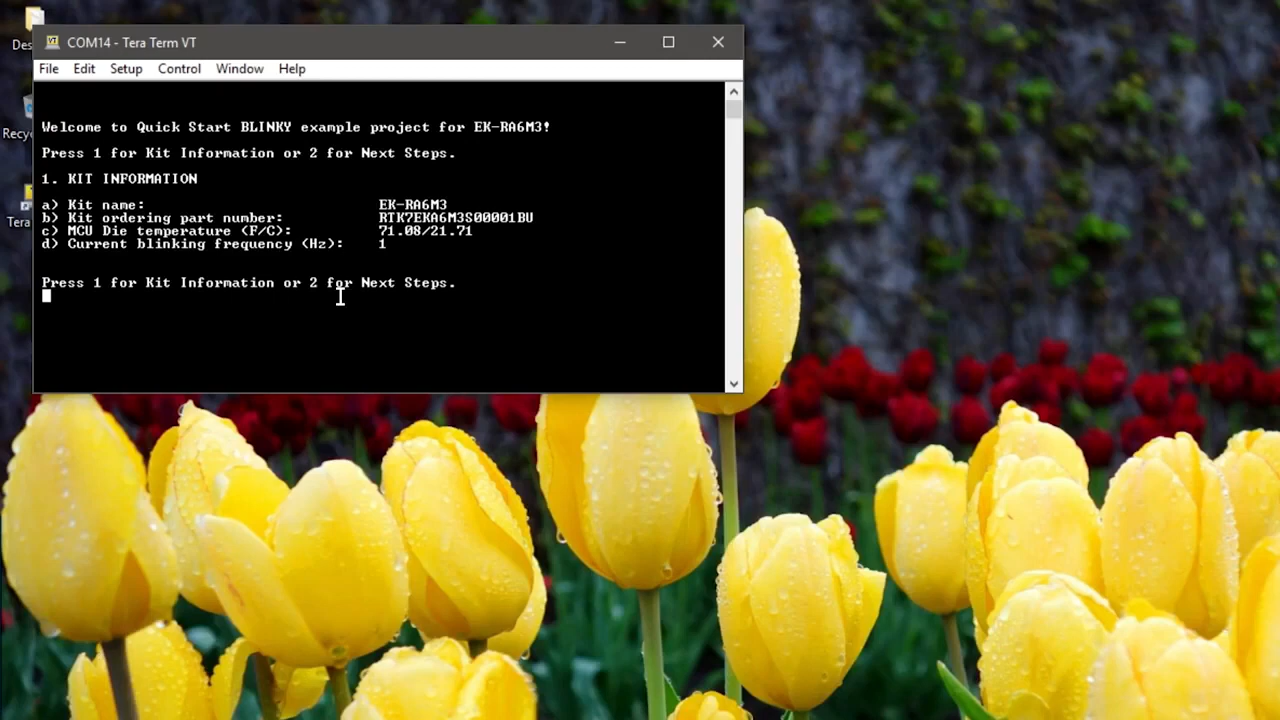 Des
COM14 - Tera Term VT
File Edit Setup Control Window Help
Welcome to Quick Start BLINKY example project for EK-RA6M3!
Press 1 for Kit Information or 2 for Next Steps.
1. KIT INFORMATION
a) Kit name: EK-RA6M3
b) Kit ordering part number: RTK7EKA6M3S00001BU
c) MCU Die temperature (F/C): 71.08/21.71
d) Current blinking frequency (Hz): 1
Press 1 for Kit Information or 2 for Next Steps.
Recy
Tera